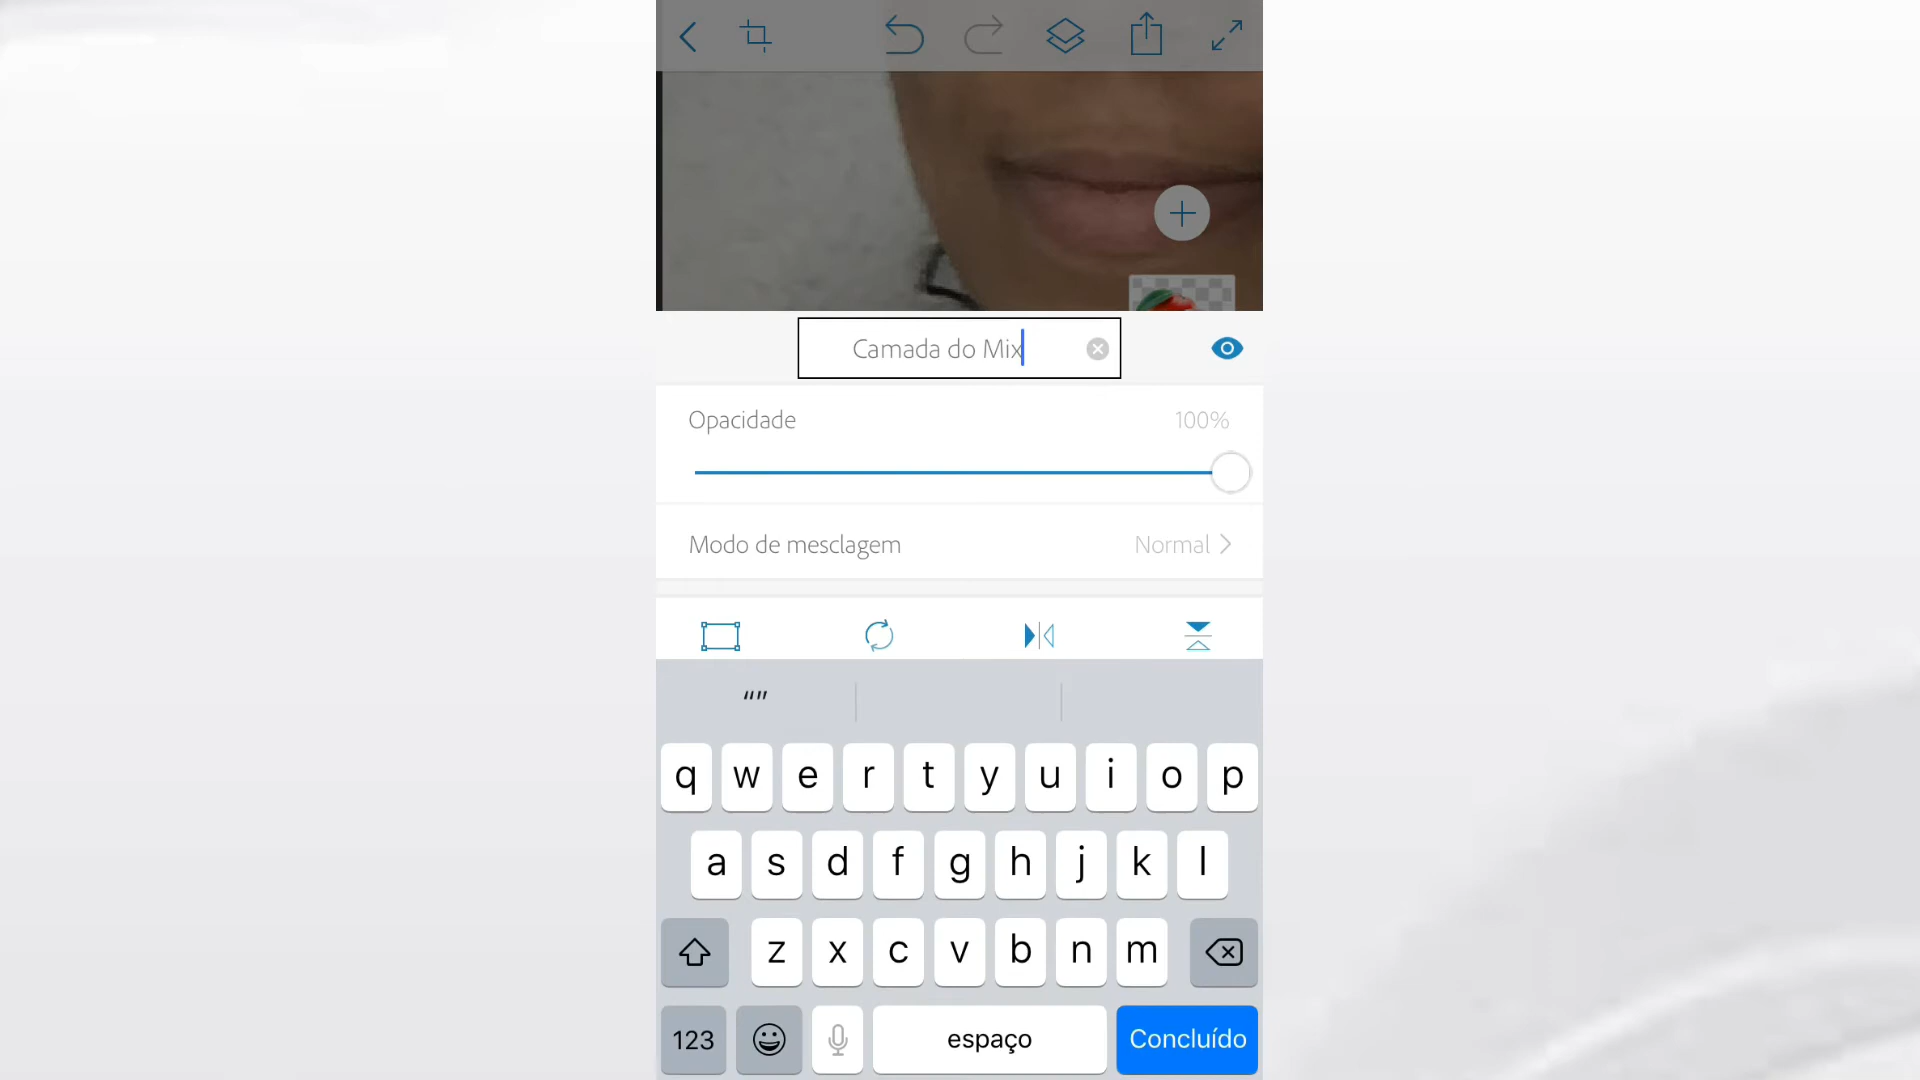 Camada do Mix
Opacidade 100%
Modo de mesclagem Normal
“”
q w e r t y u i o p
a s d f g h j k l
z x c v b n m
123 espaço Concluído